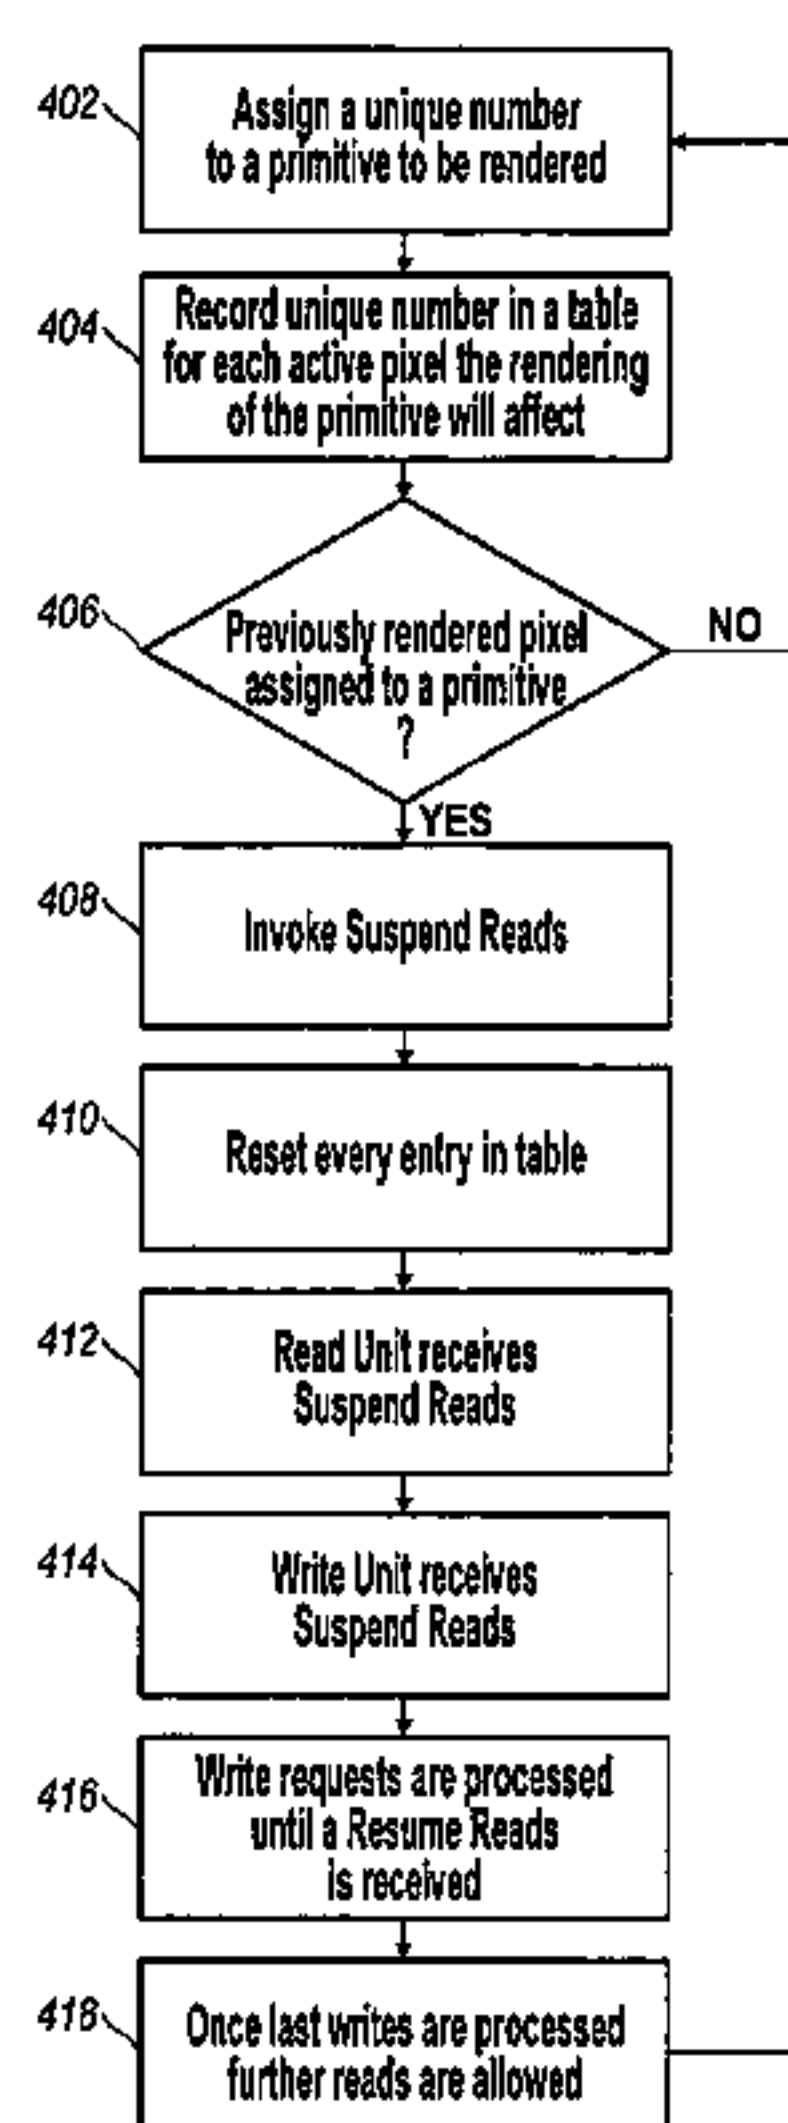 402
Assign a unique number
to a primitive to be rendered
404
Record unique number in a table
for each active pixel the rendering
of the primitive will affect
406
Previously rendered pixel
assigned to a primitive
?
NO
YES
408
Invoke Suspend Reads
410
Reset every entry in table
412
Read Unit receives
Suspend Reads
414
Write Unit receives
Suspend Reads
416
Write requests are processed
until a Resume Reads
is received
418
Once last writes are processed
further reads are allowed